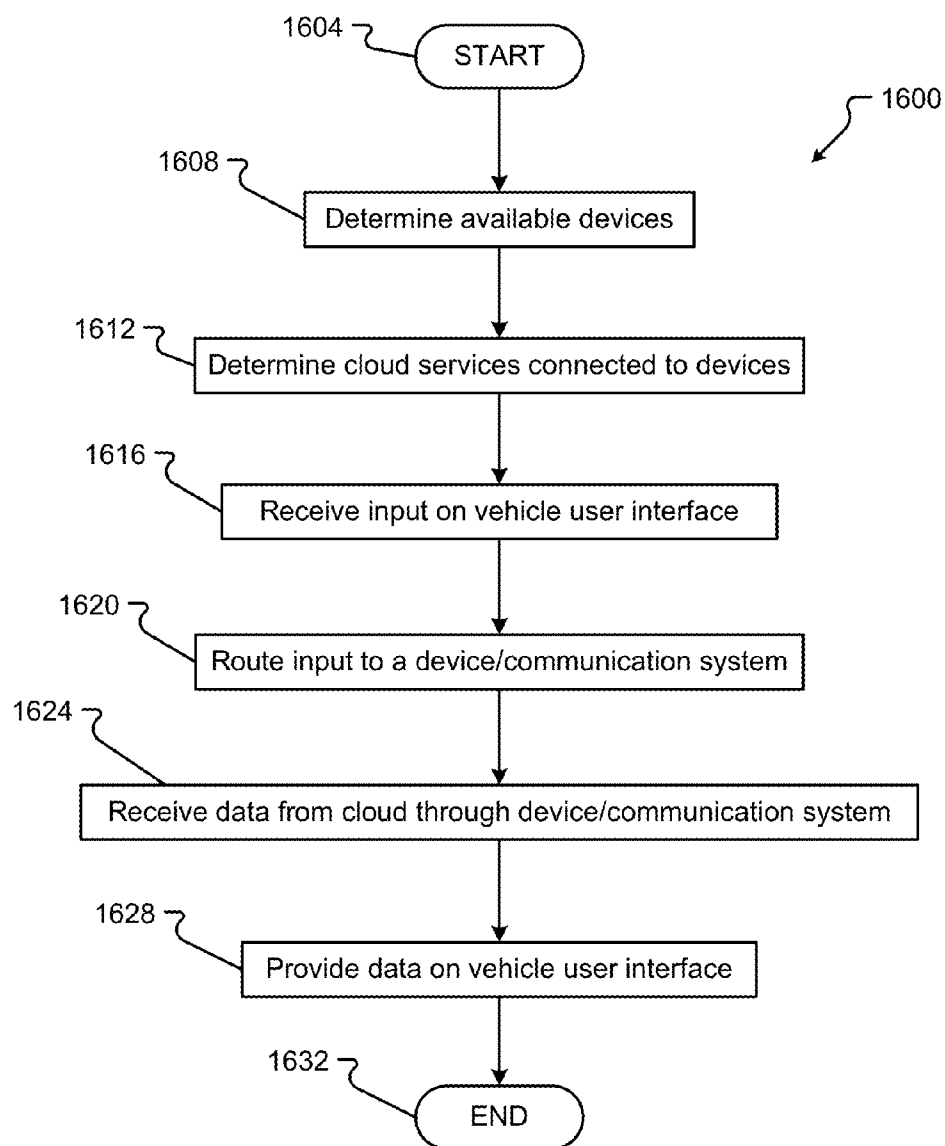 1604
START
1600
1608
Determine available devices
1612
Determine cloud services connected to devices
1616
Receive input on vehicle user interface
1620
Route input to a device/communication system
1624
Receive data from cloud through device/communication system
1628
Provide data on vehicle user interface
1632
END